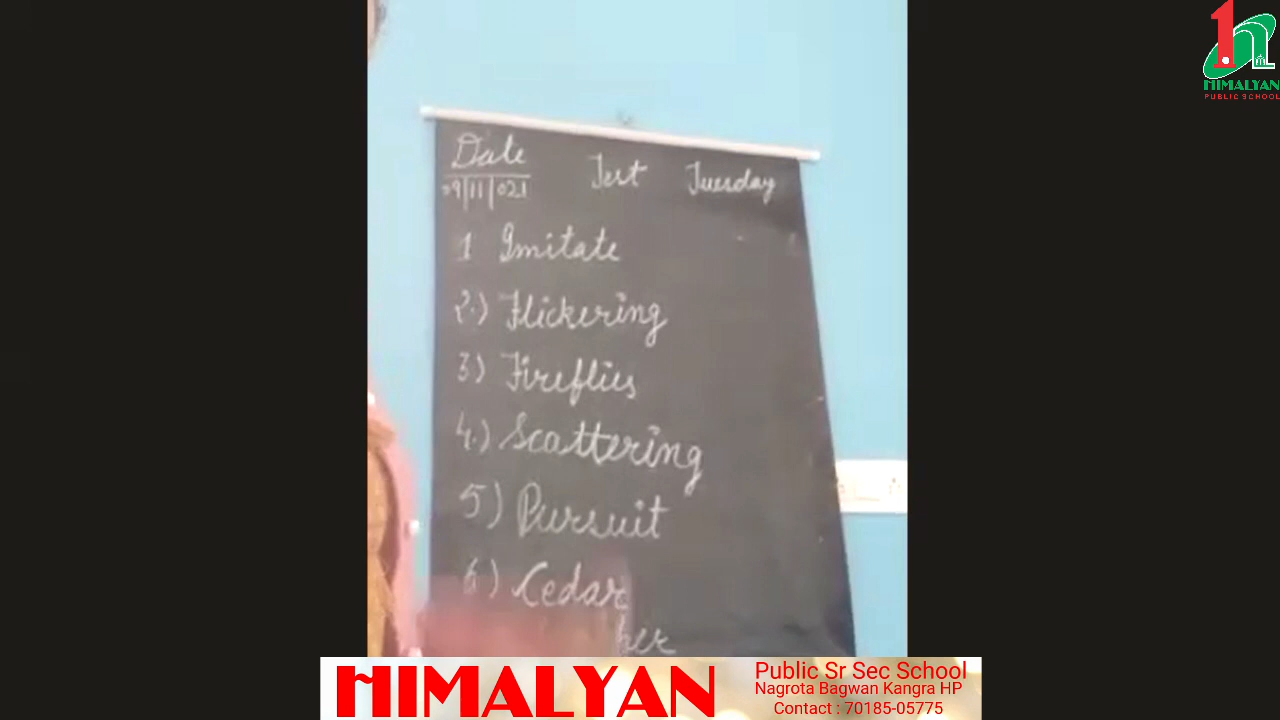 Date Test Tuesday
09/11/021
1 Imitate
2.) Flickering
3) Fireflies
4.) Scattering
5) Pursuit
6) Cedar
HIMALYAN
PUBLIC SCHOOL
HIMALYAN
Public Sr Sec School
Nagrota Bagwan Kangra HP
Contact : 70185-05775